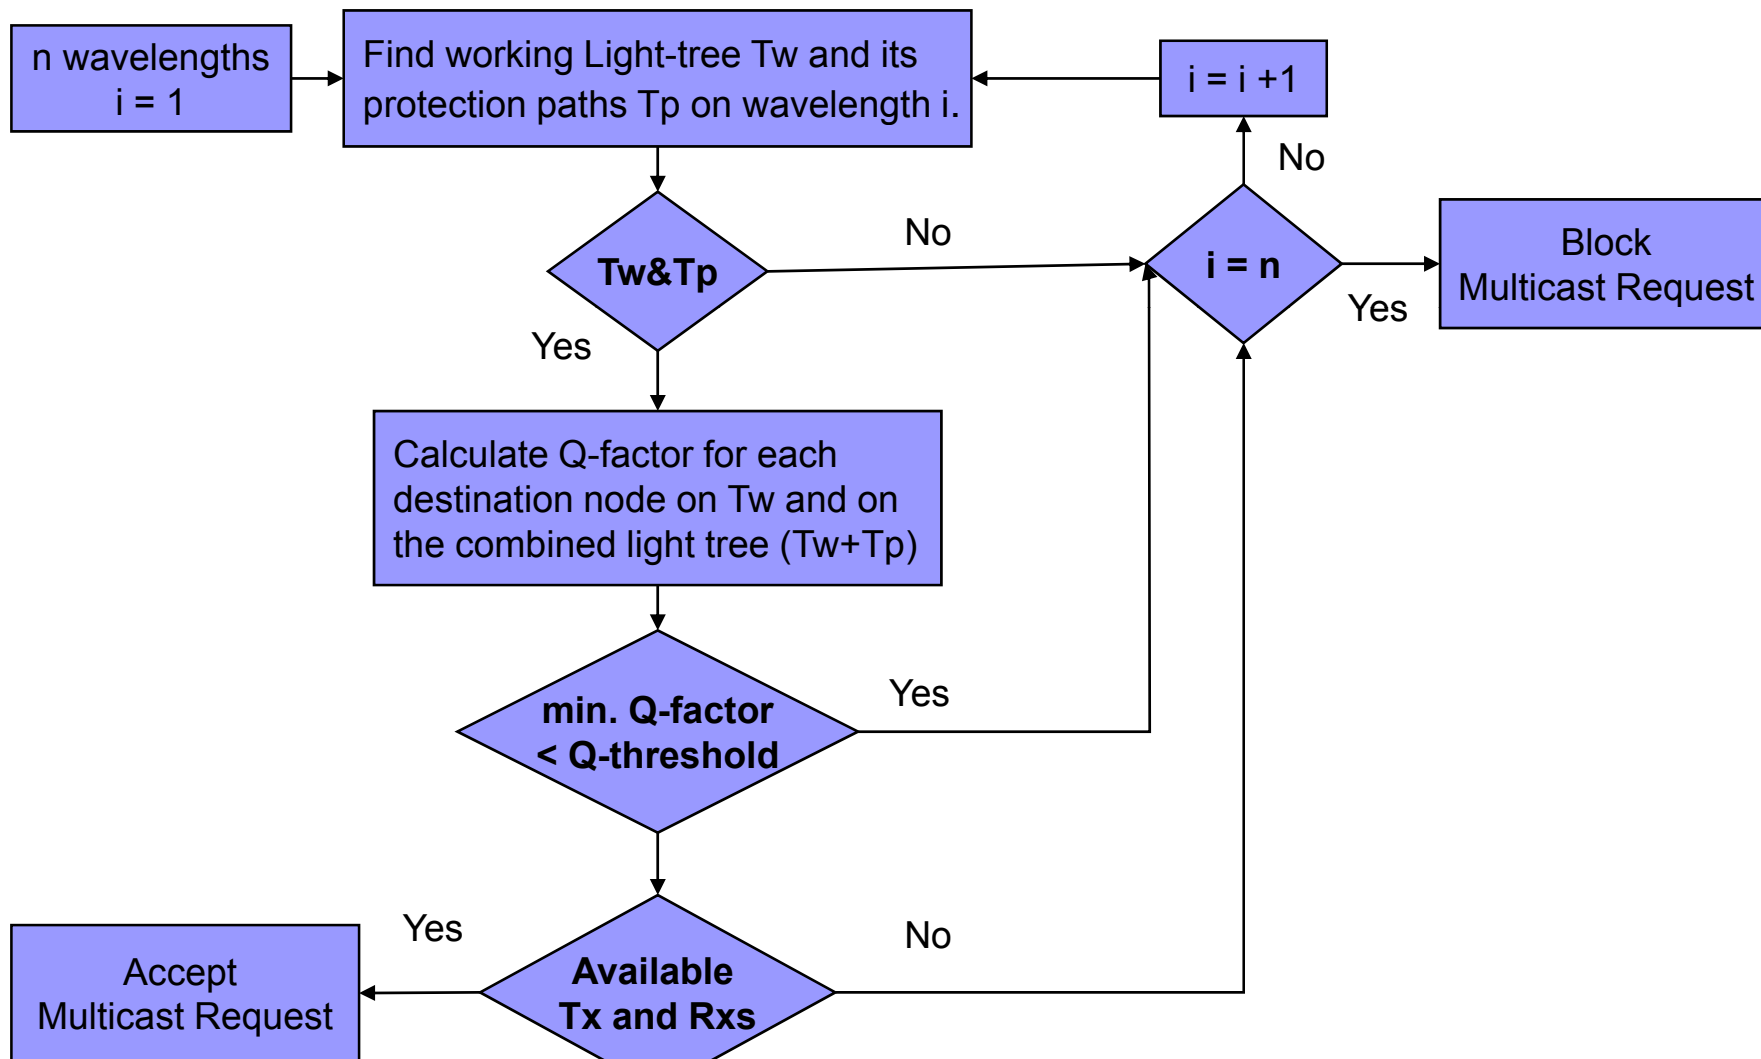 n wavelengths
i = 1
Find working Light-tree Tw and its
protection paths Tp on wavelength i.
i = i +1
No
Tw&Tp
No
i = n
Yes
Block
Multicast Request
Yes
Calculate Q-factor for each
destination node on Tw and on
the combined light tree (Tw+Tp)
min. Q-factor
< Q-threshold
Yes
Yes
No
Available
Tx and Rxs
Accept
Multicast Request